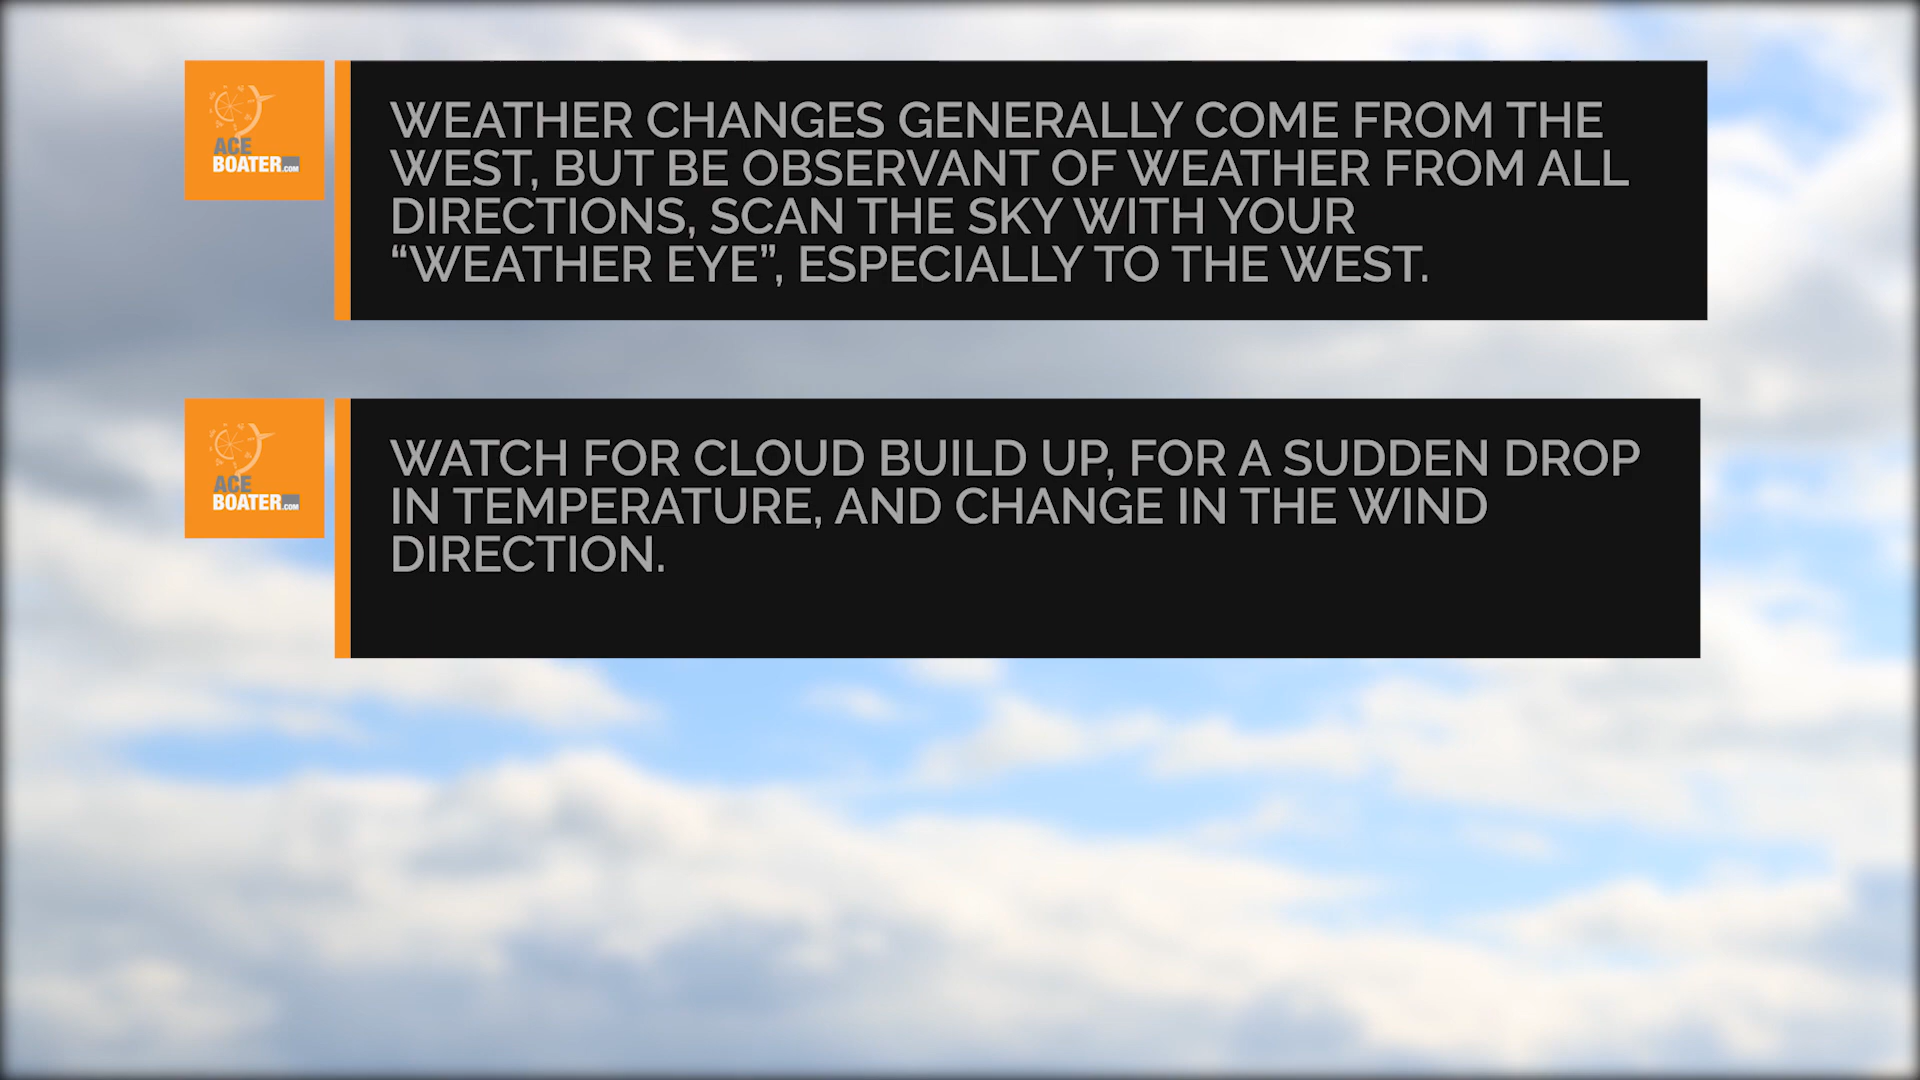 ACE
BOATER.COM
WEATHER CHANGES GENERALLY COME FROM THE
WEST, BUT BE OBSERVANT OF WEATHER FROM ALL
DIRECTIONS, SCAN THE SKY WITH YOUR
“WEATHER EYE”, ESPECIALLY TO THE WEST.
ACE
BOATER.COM
WATCH FOR CLOUD BUILD UP, FOR A SUDDEN DROP
IN TEMPERATURE, AND CHANGE IN THE WIND
DIRECTION.